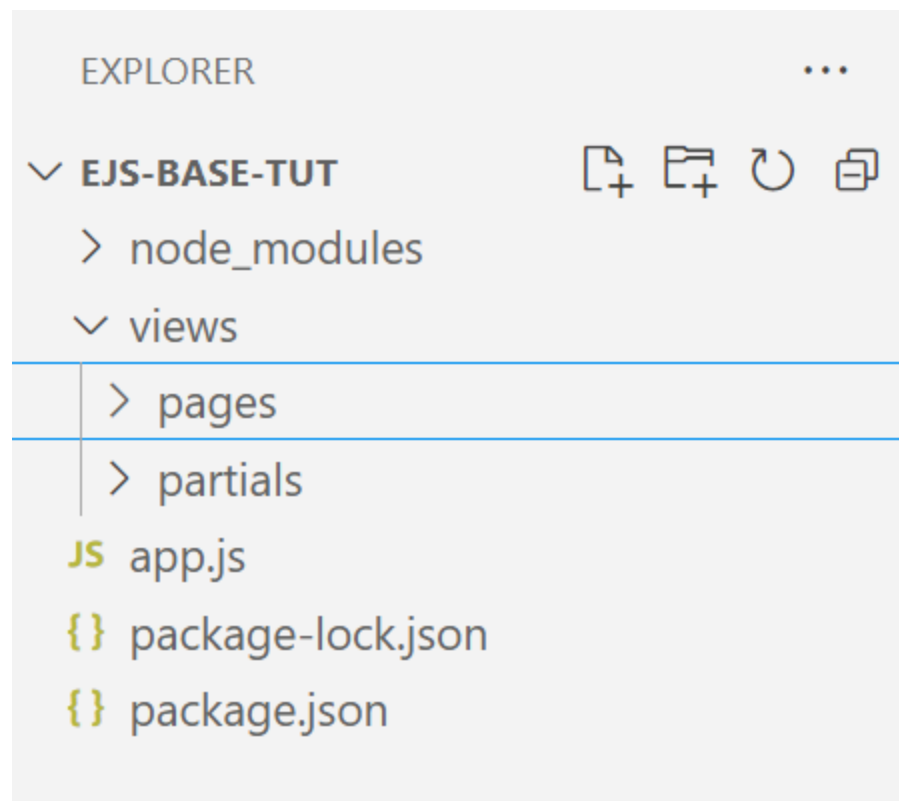 EXPLORER
EJS-BASE-TUT
node_modules
views
pages
partials
JS app.js
{} package-lock.json
{} package.json